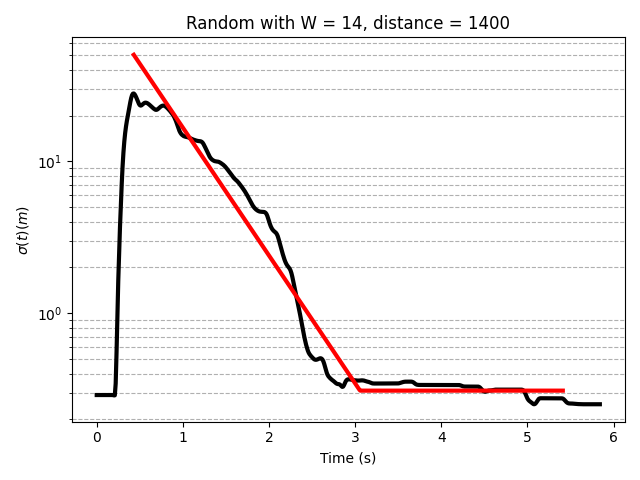 Random with W = 14, distance = 1400
σ(t)(m)
10¹
10⁰
0 1 2 3 4 5 6
Time (s)